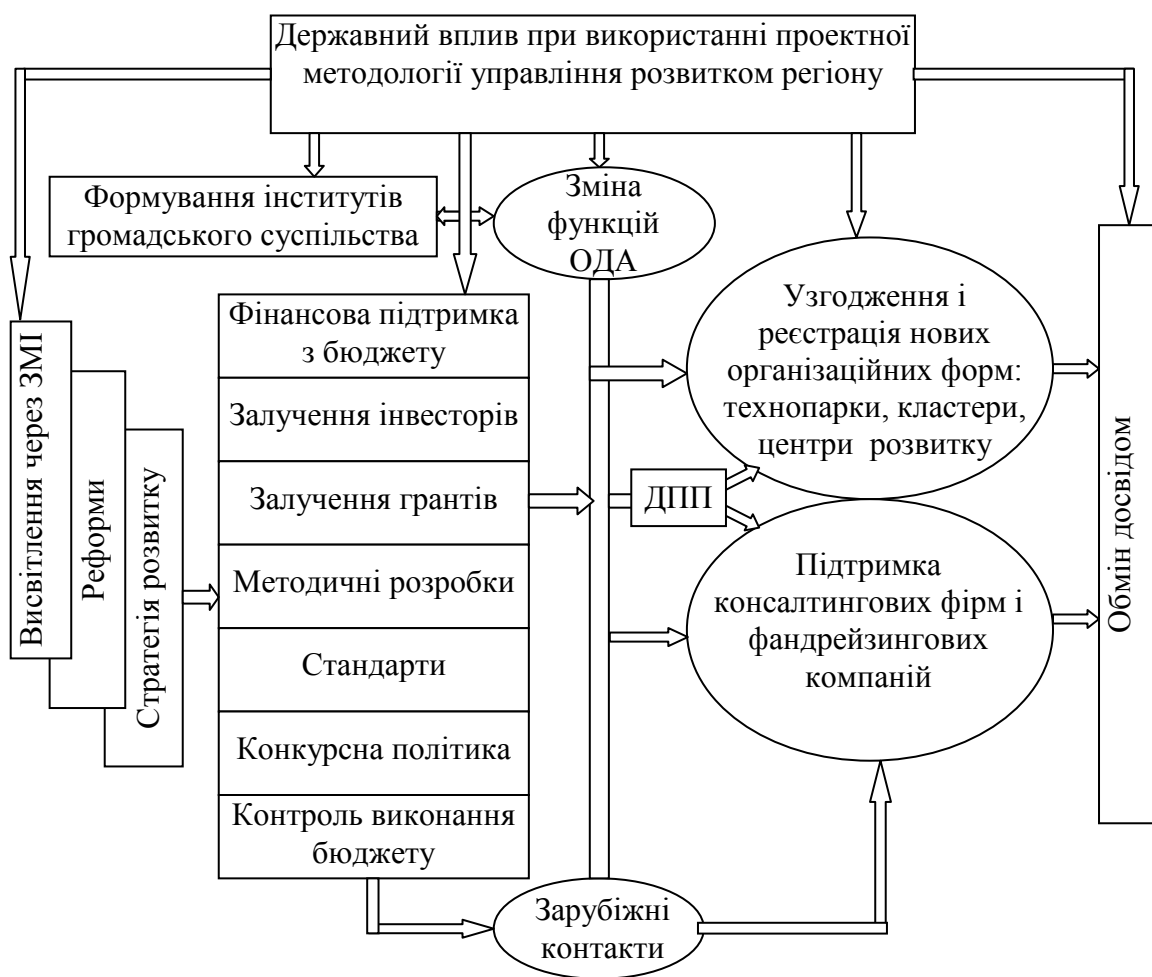 Державний вплив при використанні проектної
методології управління розвитком регіону
Формування інститутів
громадського суспільства
Зміна
функцій
ОДА
Висвітлення через ЗМІ
Реформи
Стратегія розвитку
Фінансова підтримка
з бюджету
Залучення інвесторів
Залучення грантів
Методичні розробки
Стандарти
Конкурсна політика
Контроль виконання
бюджету
ДПП
Узгодження і
реєстрація нових
організаційних форм:
технопарки, кластери,
центри розвитку
Підтримка
консалтингових фірм і
фандрейзингових
компаній
Зарубіжні
контакти
Обмін досвідом